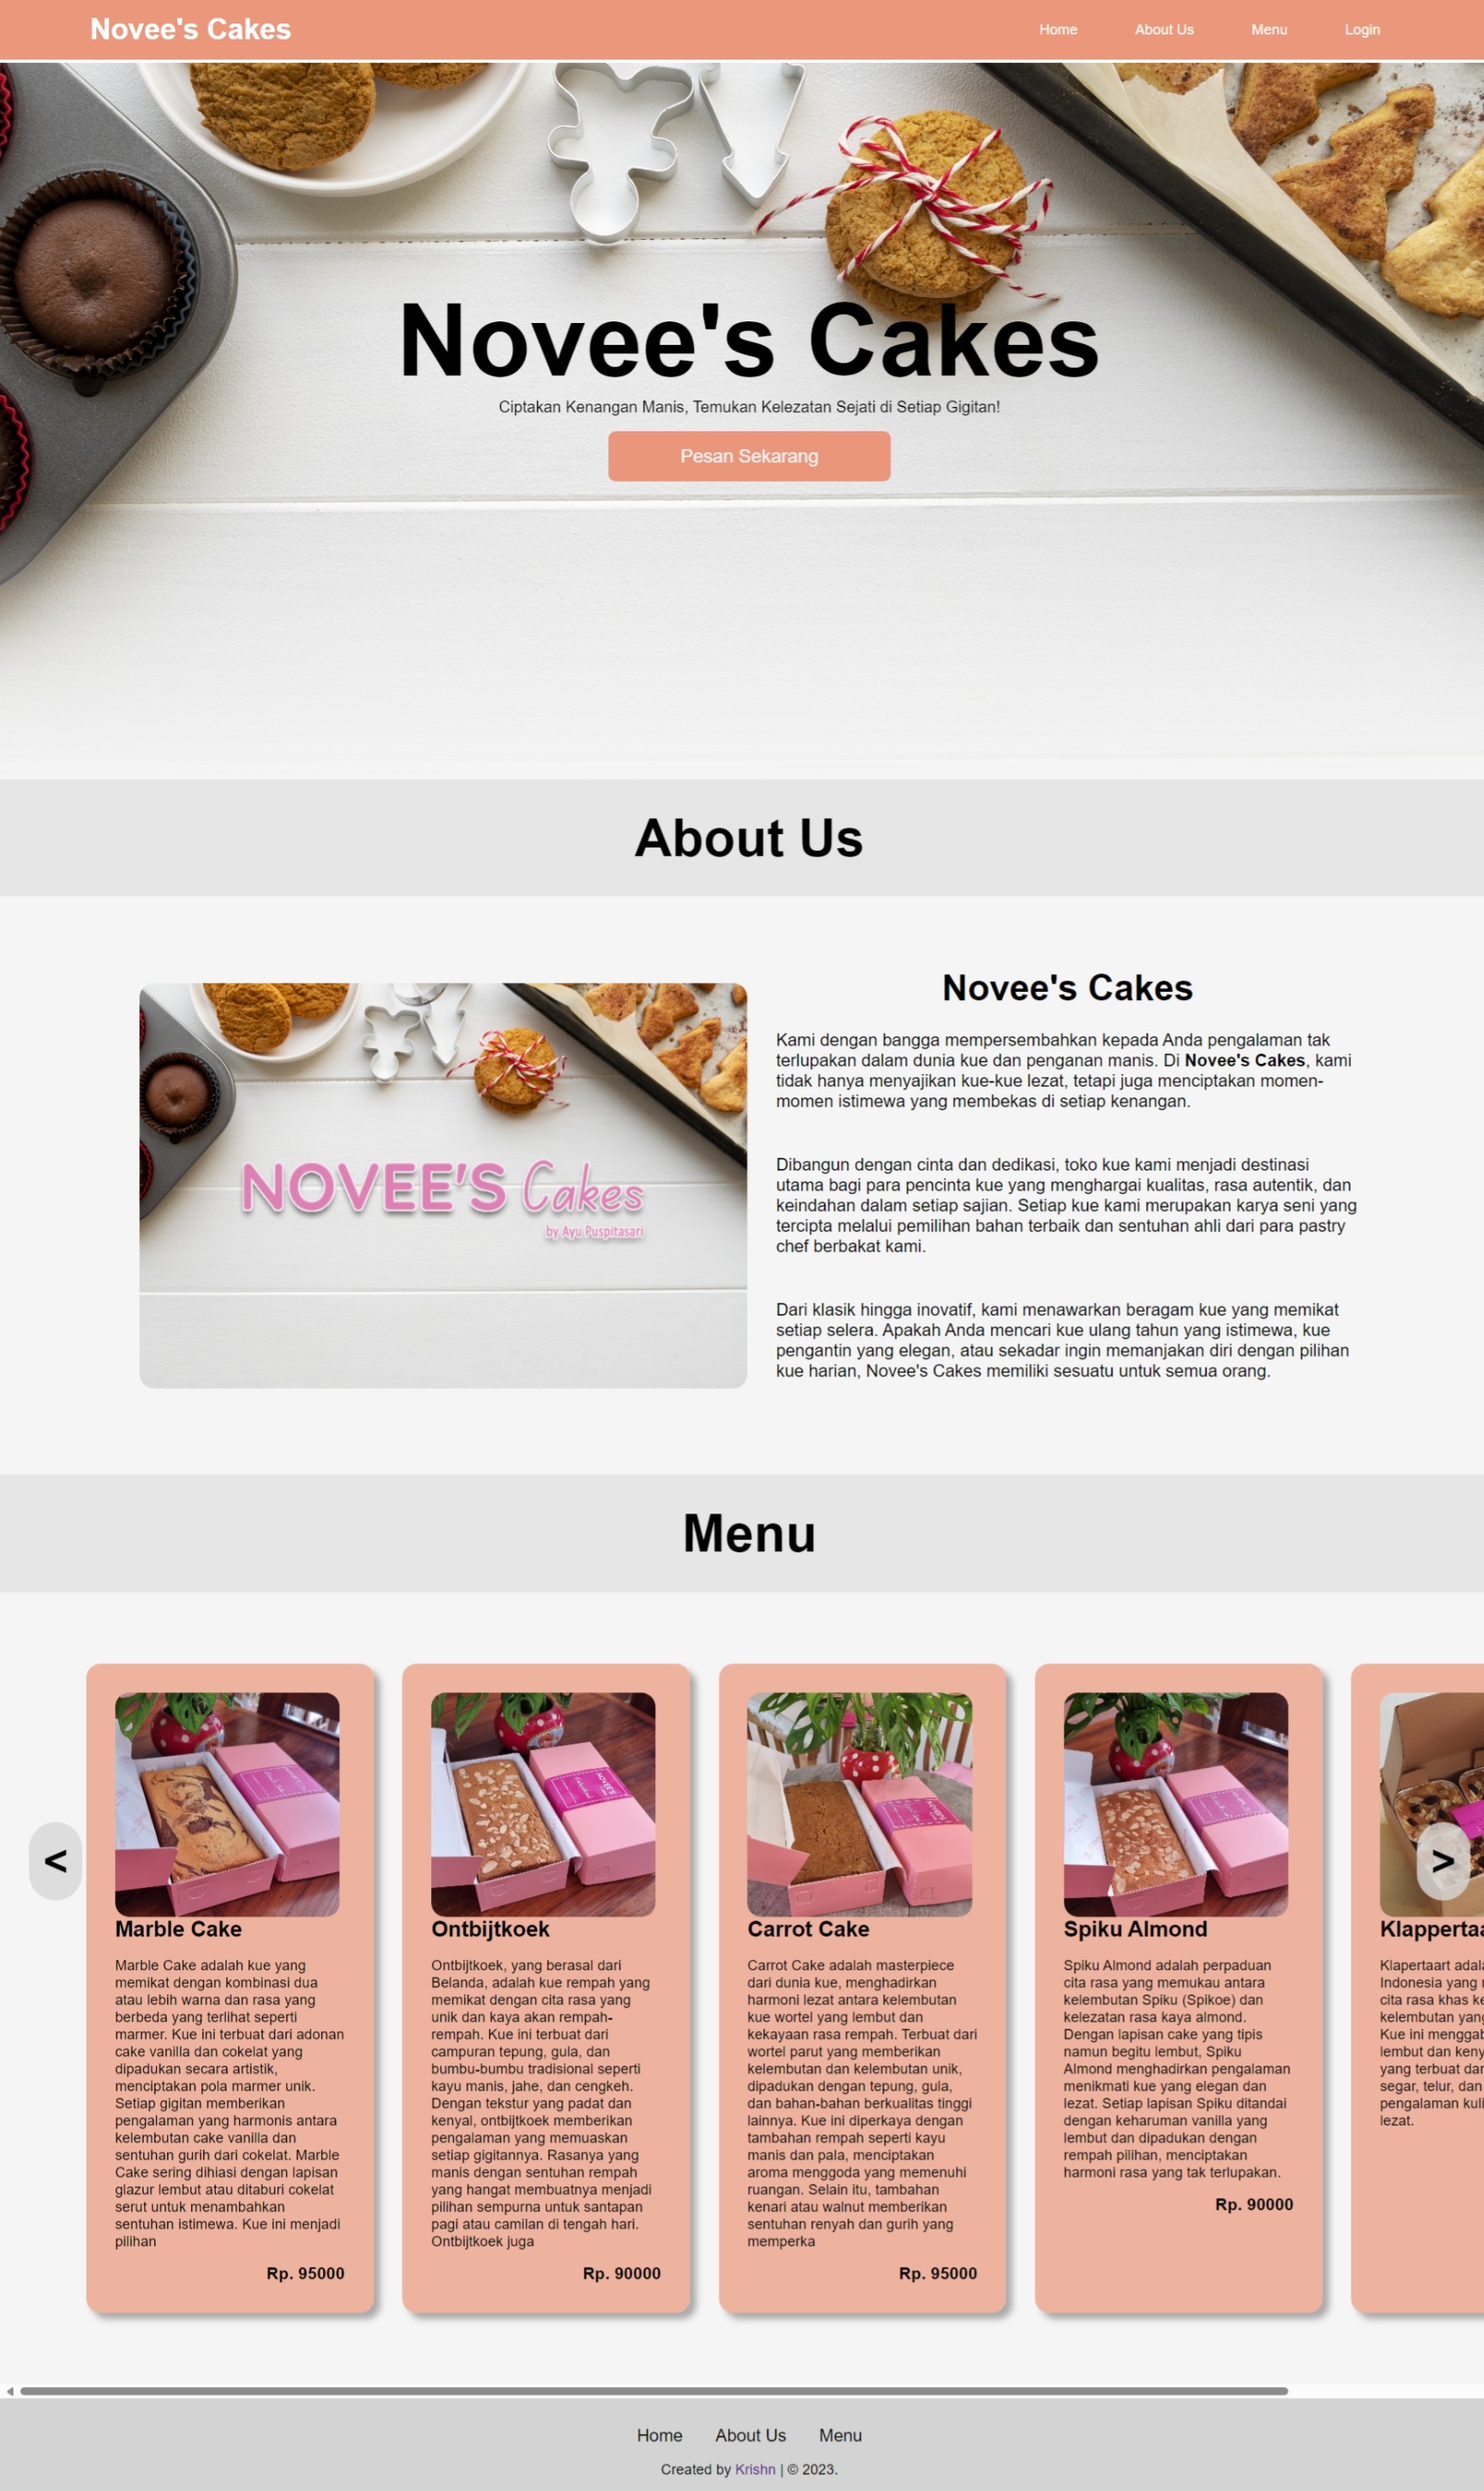 Novee's Cakes
Home
About Us
Menu
Login
Novee's Cakes
Ciptakan Kenangan Manis, Temukan Kelezatan Sejati di Setiap Gigitan!
Pesan Sekarang
About Us
NOVEE'S Cakes
by Ayu Puspitasari
Novee's Cakes
Kami dengan bangga mempersembahkan kepada Anda pengalaman tak
terlupakan dalam dunia kue dan penganan manis. Di Novee's Cakes, kami
tidak hanya menyajikan kue-kue lezat, tetapi juga menciptakan momen-
momen istimewa yang membekas di setiap kenangan.
Dibangun dengan cinta dan dedikasi, toko kue kami menjadi destinasi
utama bagi para pencinta kue yang menghargai kualitas, rasa autentik, dan
keindahan dalam setiap sajian. Setiap kue kami merupakan karya seni yang
tercipta melalui pemilihan bahan terbaik dan sentuhan ahli dari para pastry
chef berbakat kami.
Dari klasik hingga inovatif, kami menawarkan beragam kue yang memikat
setiap selera. Apakah Anda mencari kue ulang tahun yang istimewa, kue
pengantin yang elegan, atau sekadar ingin memanjakan diri dengan pilihan
kue harian, Novee's Cakes memiliki sesuatu untuk semua orang.
Menu
<
Marble Cake
Marble Cake adalah kue yang
memikat dengan kombinasi dua
atau lebih warna dan rasa yang
berbeda yang terlihat seperti
marmer. Kue ini terbuat dari adonan
cake vanilla dan cokelat yang
dipadukan secara artistik,
menciptakan pola marmer unik.
Setiap gigitan memberikan
pengalaman yang harmonis antara
kelembutan cake vanilla dan
sentuhan gurih dari cokelat. Marble
Cake sering dihiasi dengan lapisan
glazur lembut atau ditaburi cokelat
serut untuk menambahkan
sentuhan istimewa. Kue ini menjadi
pilihan
Rp. 95000
NOVEE'S
Ontbijtkoek
Ontbijtkoek, yang berasal dari
Belanda, adalah kue rempah yang
memikat dengan cita rasa yang
unik dan kaya akan rempah-
rempah. Kue ini terbuat dari
campuran tepung, gula, dan
bumbu-bumbu tradisional seperti
kayu manis, jahe, dan cengkeh.
Dengan tekstur yang padat dan
kenyal, ontbijtkoek memberikan
pengalaman yang memuaskan
setiap gigitannya. Rasanya yang
manis dengan sentuhan rempah
yang hangat membuatnya menjadi
pilihan sempurna untuk santapan
pagi atau camilan di tengah hari.
Ontbijtkoek juga
Rp. 90000
NOVEE'S
Carrot Cake
Carrot Cake adalah masterpiece
dari dunia kue, menghadirkan
harmoni lezat antara kelembutan
kue wortel yang lembut dan
kekayaan rasa rempah. Terbuat dari
wortel parut yang memberikan
kelembutan dan kelembutan unik,
dipadukan dengan tepung, gula,
dan bahan-bahan berkualitas tinggi
lainnya. Kue ini diperkaya dengan
tambahan rempah seperti kayu
manis dan pala, menciptakan
aroma menggoda yang memenuhi
ruangan. Selain itu, tambahan
kenari atau walnut memberikan
sentuhan renyah dan gurih yang
memperka
Rp. 95000
Spiku Almond
Spiku Almond adalah perpaduan
cita rasa yang memukau antara
kelembutan Spiku (Spikoe) dan
kelezatan rasa kaya almond.
Dengan lapisan cake yang tipis
namun begitu lembut, Spiku
Almond menghadirkan pengalaman
menikmati kue yang elegan dan
lezat. Setiap lapisan Spiku ditandai
dengan keharuman vanilla yang
lembut dan dipadukan dengan
rempah pilihan, menciptakan
harmoni rasa yang tak terlupakan.
Rp. 90000
>
Klapperta
Klapertaart adal
Indonesia yang
cita rasa khas ke
kelembutan yan
Kue ini menggab
lembut dan keny
yang terbuat dar
segar, telur, dan
pengalaman kuli
lezat.
Home
About Us
Menu
Created by Krishn | © 2023.